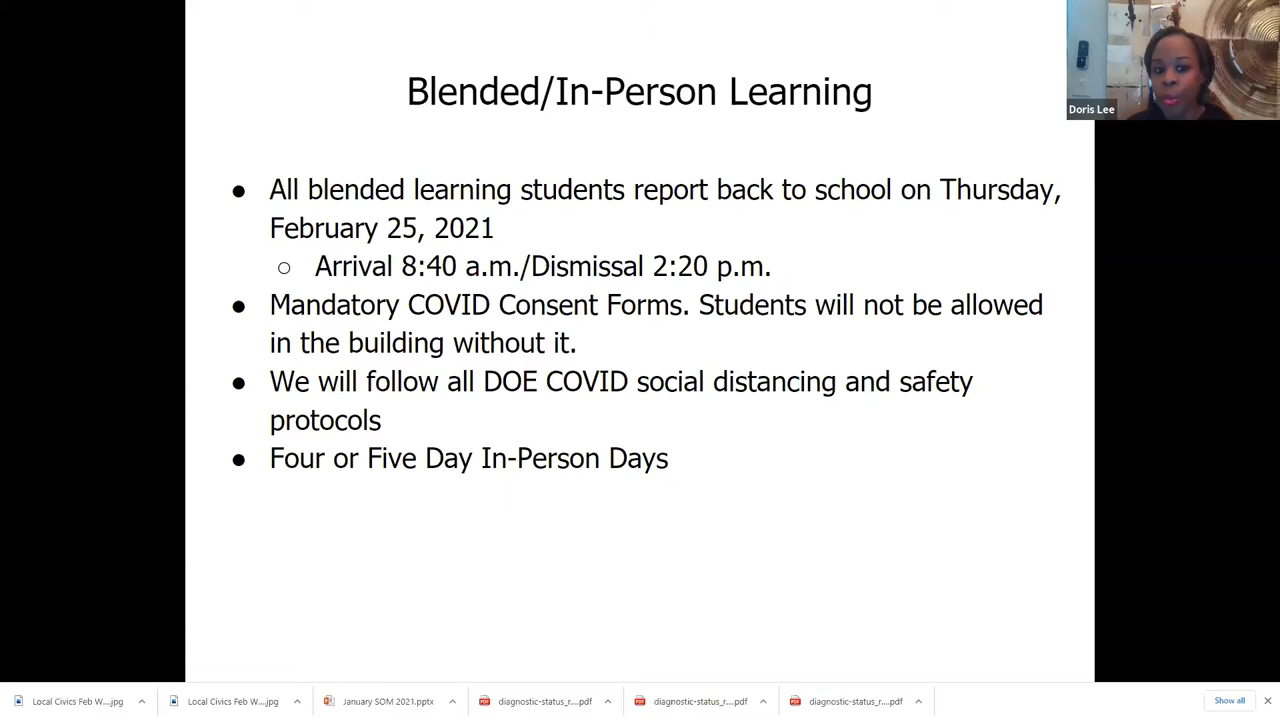 Blended/In-Person Learning
Doris Lee
● All blended learning students report back to school on Thursday,
February 25, 2021
○ Arrival 8:40 a.m./Dismissal 2:20 p.m.
● Mandatory COVID Consent Forms. Students will not be allowed
in the building without it.
● We will follow all DOE COVID social distancing and safety
protocols
● Four or Five Day In-Person Days
Local Civics Feb W....jpg
Local Civics Feb W....jpg
January SOM 2021.pptx
diagnostic-status_r....pdf
diagnostic-status_r....pdf
diagnostic-status_r....pdf
Show all